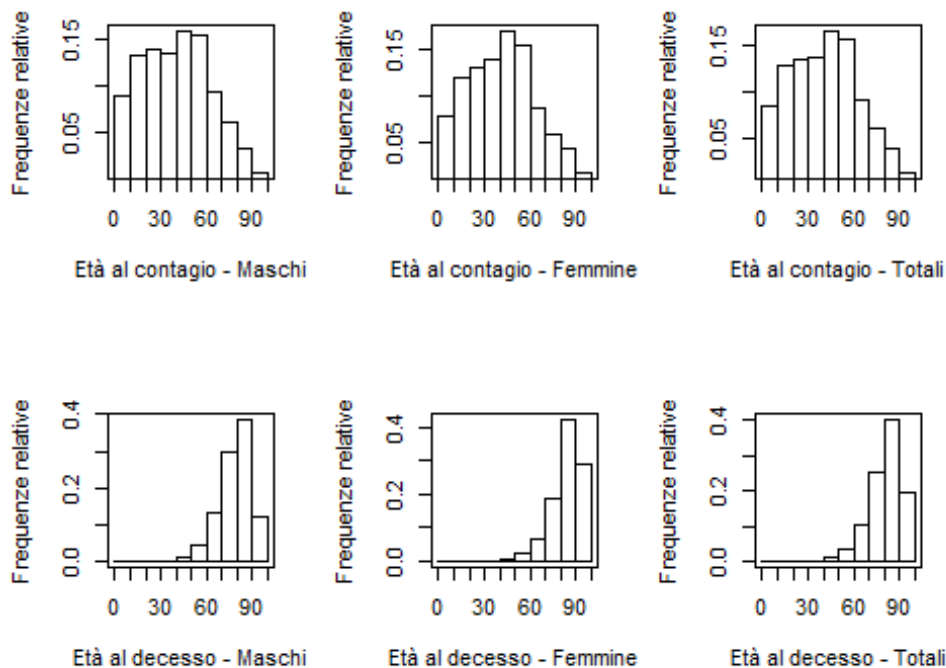 Frequenze relative
0.05 0.15
0 30 60 90
Età al contagio - Maschi
Frequenze relative
0.05 0.15
0 30 60 90
Età al contagio - Femmine
Frequenze relative
0.05 0.15
0 30 60 90
Età al contagio - Totali
Frequenze relative
0.0 0.2 0.4
0 30 60 90
Età al decesso - Maschi
Frequenze relative
0.0 0.2 0.4
0 30 60 90
Età al decesso - Femmine
Frequenze relative
0.0 0.2 0.4
0 30 60 90
Età al decesso - Totali